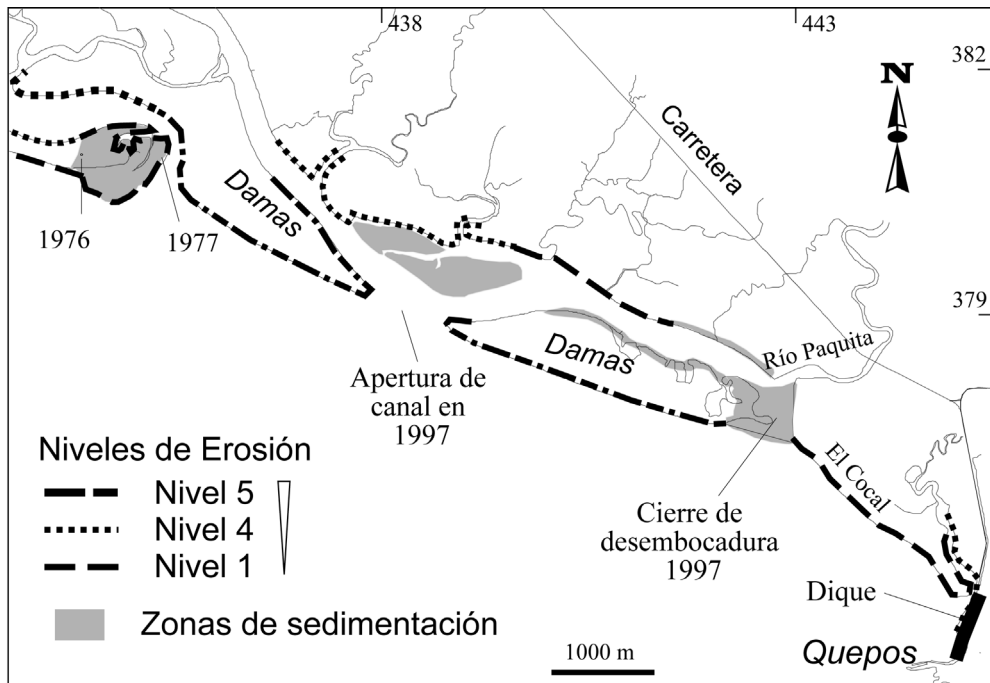 438
443
382
N
Carretera
Damas
1976
1977
379
Damas
Río Paquita
Apertura de
canal en
1997
El Cocal
Niveles de Erosión
Nivel 5
Nivel 4
Nivel 1
Zonas de sedimentación
Cierre de
desembocadura
1997
Dique
1000 m
Quepos